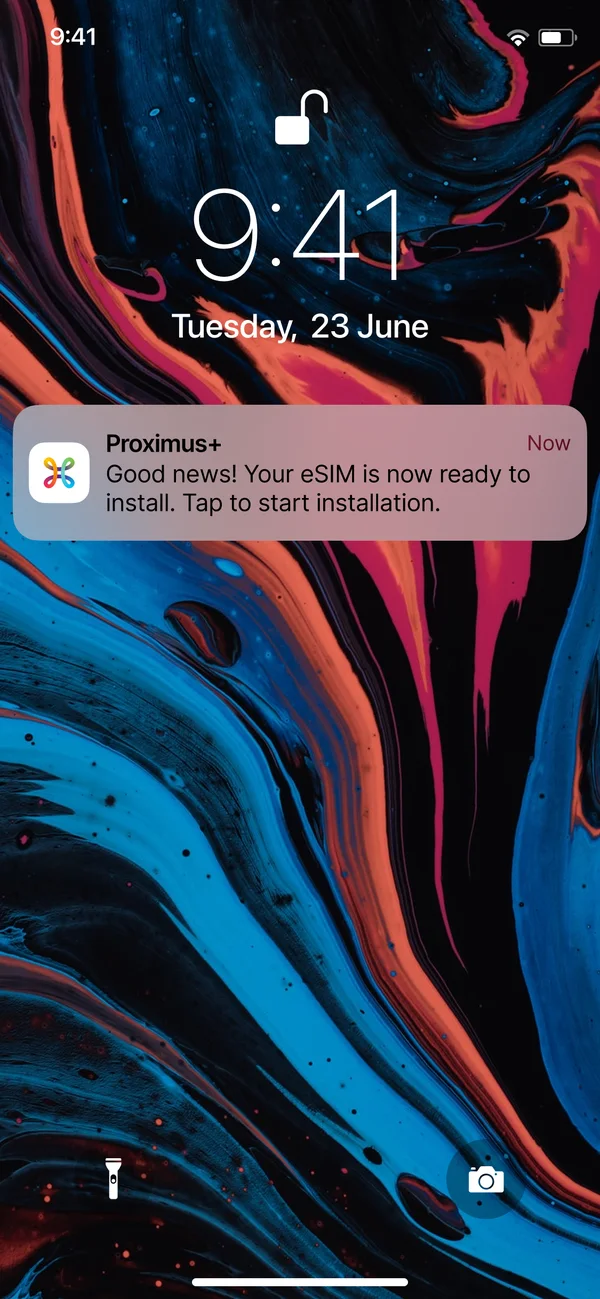 9:41
9:41
Tuesday, 23 June
Proximus+
Now
Good news! Your eSIM is now ready to
install. Tap to start installation.